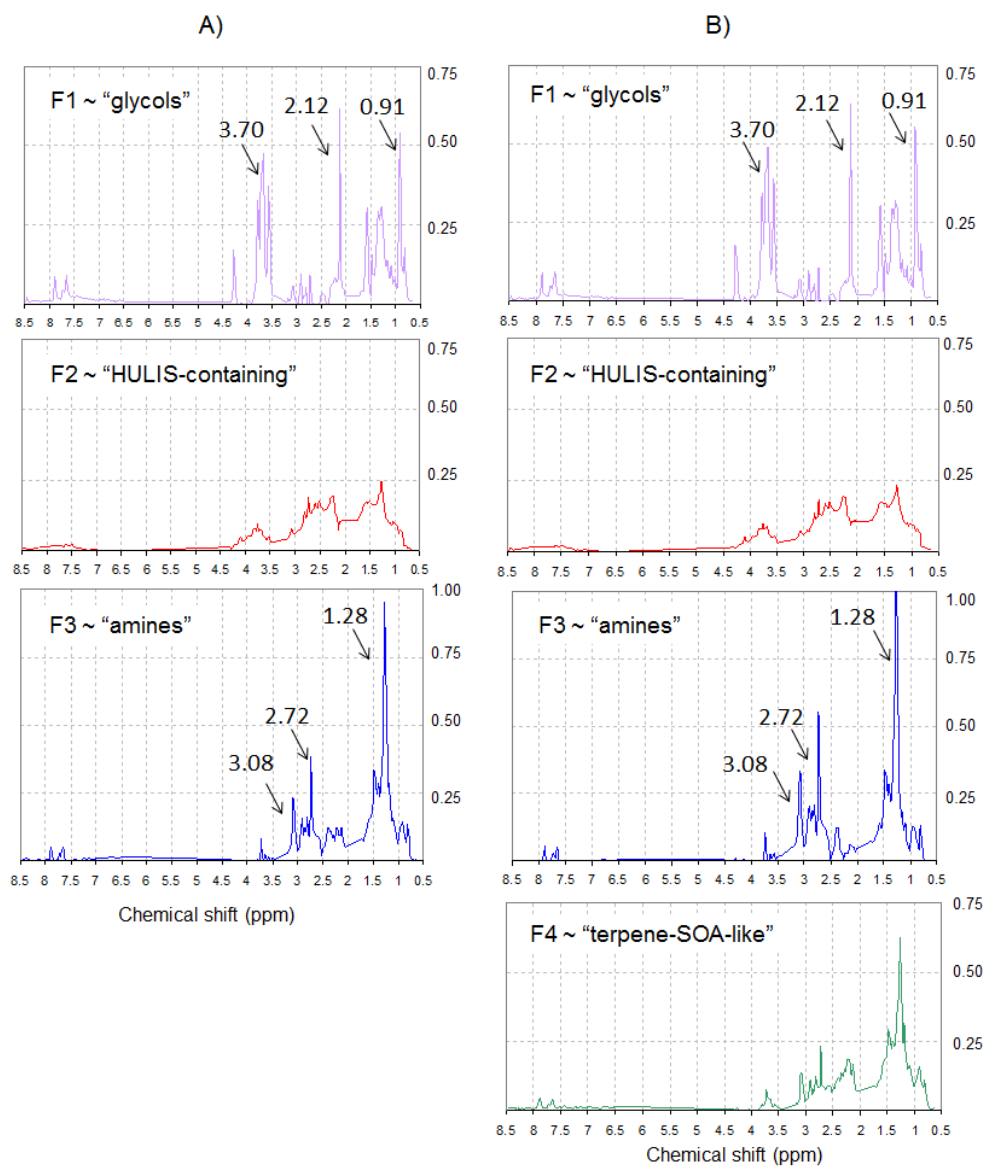 A)
F1 ~ “glycols”
3.70
2.12
0.91
0.75
0.50
0.25
8.5 8 7.5 7 6.5 6 5.5 5 4.5 4 3.5 3 2.5 2 1.5 1 0.5
F2 ~ “HULIS-containing”
0.75
0.50
0.25
8.5 8 7.5 7 6.5 6 5.5 5 4.5 4 3.5 3 2.5 2 1.5 1 0.5
F3 ~ “amines”
1.28
2.72
3.08
1.00
0.75
0.50
0.25
8.5 8 7.5 7 6.5 6 5.5 5 4.5 4 3.5 3 2.5 2 1.5 1 0.5
Chemical shift (ppm)
B)
F1 ~ “glycols”
3.70
2.12
0.91
0.75
0.50
0.25
8.5 8 7.5 7 6.5 6 5.5 5 4.5 4 3.5 3 2.5 2 1.5 1 0.5
F2 ~ “HULIS-containing”
0.75
0.50
0.25
8.5 8 7.5 7 6.5 6 5.5 5 4.5 4 3.5 3 2.5 2 1.5 1 0.5
F3 ~ “amines”
1.28
2.72
3.08
1.00
0.75
0.50
0.25
8.5 8 7.5 7 6.5 6 5.5 5 4.5 4 3.5 3 2.5 2 1.5 1 0.5
F4 ~ “terpene-SOA-like”
0.75
0.50
0.25
8.5 8 7.5 7 6.5 6 5.5 5 4.5 4 3.5 3 2.5 2 1.5 1 0.5
Chemical shift (ppm)